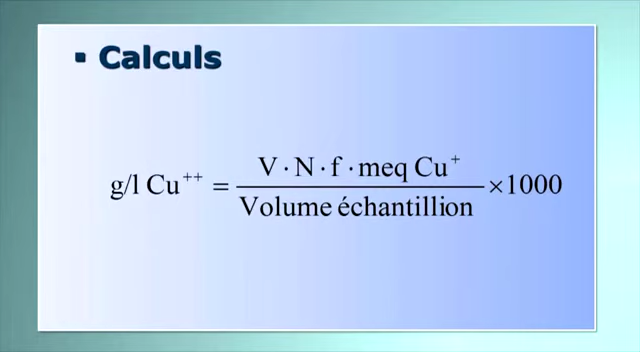 ▪ Calculs
g/l Cu⁺⁺ = (V · N · f · meq Cu⁺) / (Volume échantillion) ×1000